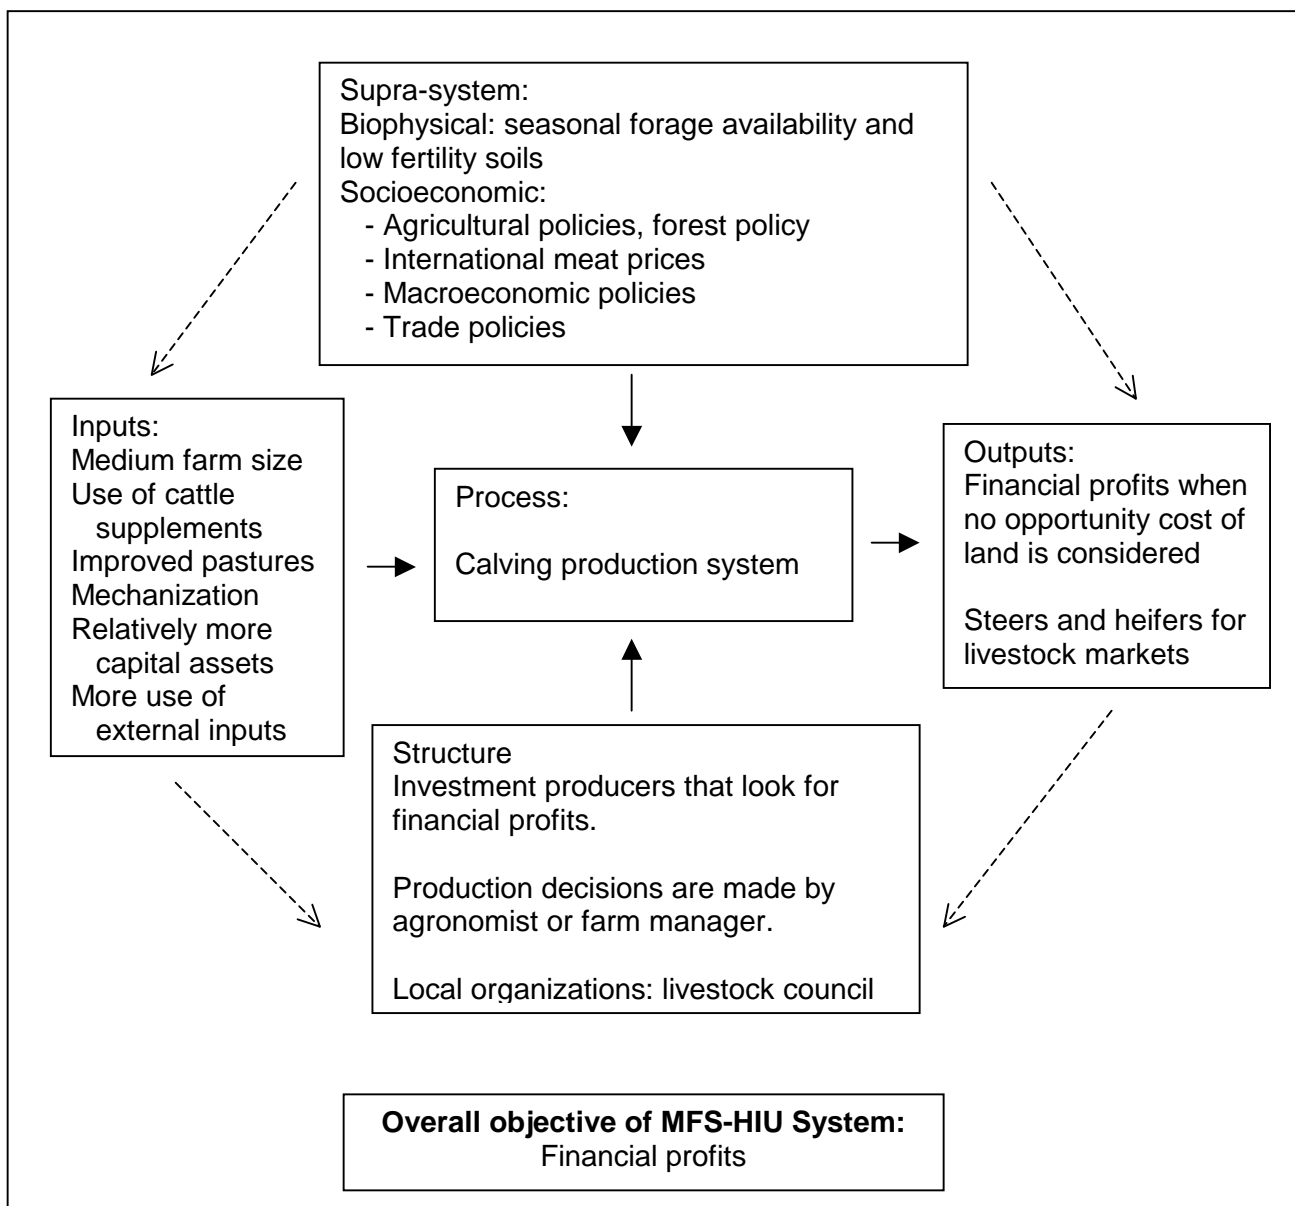 Supra-system:
Biophysical: seasonal forage availability and
low fertility soils
Socioeconomic:
- Agricultural policies, forest policy
- International meat prices
- Macroeconomic policies
- Trade policies
Inputs:
Medium farm size
Use of cattle
supplements
Improved pastures
Mechanization
Relatively more
capital assets
More use of
external inputs
Process:
Calving production system
Outputs:
Financial profits when
no opportunity cost of
land is considered
Steers and heifers for
livestock markets
Structure
Investment producers that look for
financial profits.
Production decisions are made by
agronomist or farm manager.
Local organizations: livestock council
Overall objective of MFS-HIU System:
Financial profits